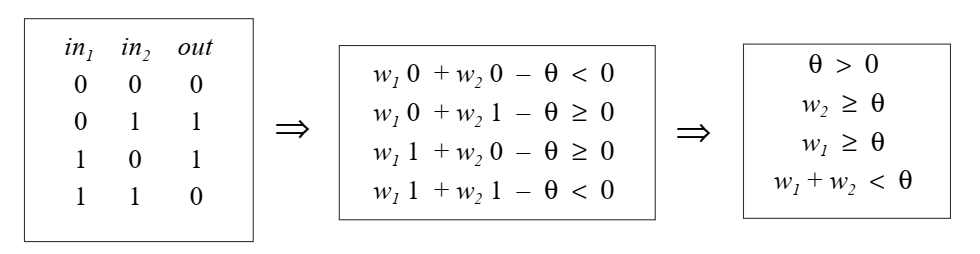 in₁ in₂ out
0 0 0
0 1 1
1 0 1
1 1 0
⇒
w₁ 0 + w₂ 0 – θ < 0
w₁ 0 + w₂ 1 – θ ≥ 0
w₁ 1 + w₂ 0 – θ ≥ 0
w₁ 1 + w₂ 1 – θ < 0
⇒
θ > 0
w₂ ≥ θ
w₁ ≥ θ
w₁ + w₂ < θ